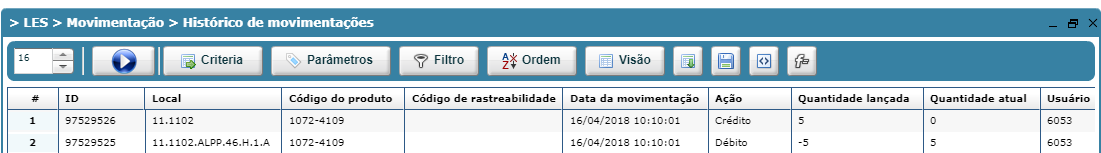 > LES > Movimentação > Histórico de movimentações
16 Criteria Parâmetros Filtro Ordem Visão
# ID Local Código do produto Código de rastreabilidade Data da movimentação Ação Quantidade lançada Quantidade atual Usuário
1 97529526 11.1102 1072-4109 16/04/2018 10:10:01 Crédito 5 0 6053
2 97529525 11.1102.ALPP.46.H.1.A 1072-4109 16/04/2018 10:10:01 Débito -5 5 6053